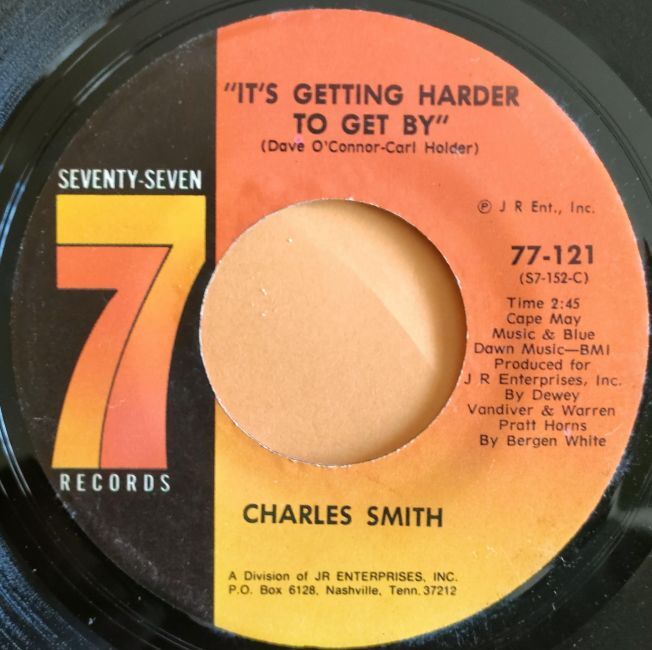 "IT'S GETTING HARDER
TO GET BY"
(Dave O'Connor-Carl Holder)
SEVENTY-SEVEN
7
7
RECORDS
℗ J R Ent., Inc.
77-121
(S7-152-C)
Time 2:45
Cape May
Music & Blue
Dawn Music—BMI
Produced for
J R Enterprises, Inc.
By Dewey
Vandiver & Warren
Pratt Horns
By Bergen White
CHARLES SMITH
A Division of JR ENTERPRISES, INC.
P.O. Box 6128, Nashville, Tenn. 37212